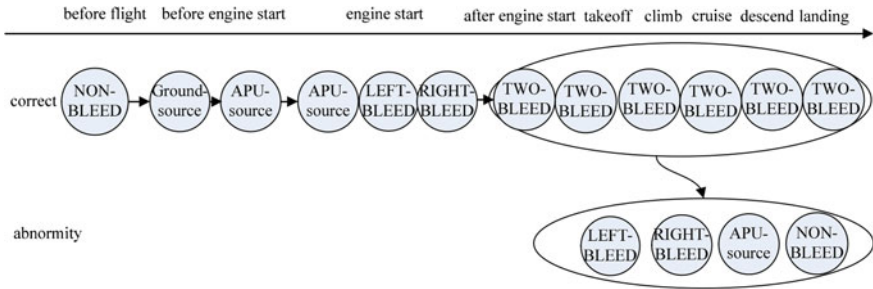 before flight before engine start engine start after engine start takeoff climb cruise descend landing
correct
NON-
BLEED
Ground-
source
APU-
source
APU-
source
LEFT-
BLEED
RIGHT-
BLEED
TWO-
BLEED
TWO-
BLEED
TWO-
BLEED
TWO-
BLEED
TWO-
BLEED
TWO-
BLEED
abnormity
LEFT-
BLEED
RIGHT-
BLEED
APU-
source
NON-
BLEED